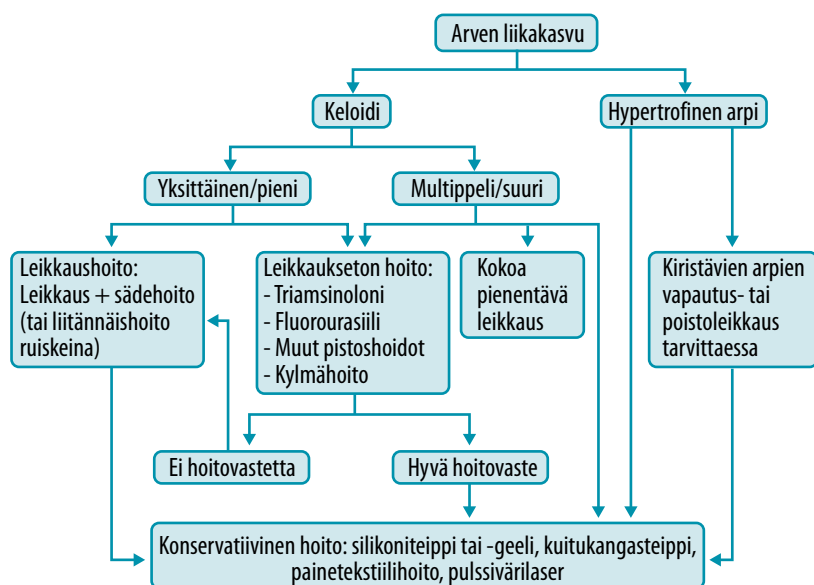 Arven liikakasvu
Keloidi
Hypertrofinen arpi
Yksittäinen/pieni
Multippeli/suuri
Leikkaushoito:
Leikkaus + sädehoito
(tai liitännäishoito
ruiskeina)
Leikkaukseton hoito:
- Triamsinoloni
- Fluorourasiili
- Muut pistoshoidot
- Kylmähoito
Kokoa
pienentävä
leikkaus
Kiristävien arpien
vapautus- tai
poistoleikkaus
tarvittaessa
Ei hoitovastetta
Hyvä hoitovaste
Konservatiivinen hoito: silikoniteippi tai -geeli, kuitukangasteippi,
painetekstiilihoito, pulssivärilaser